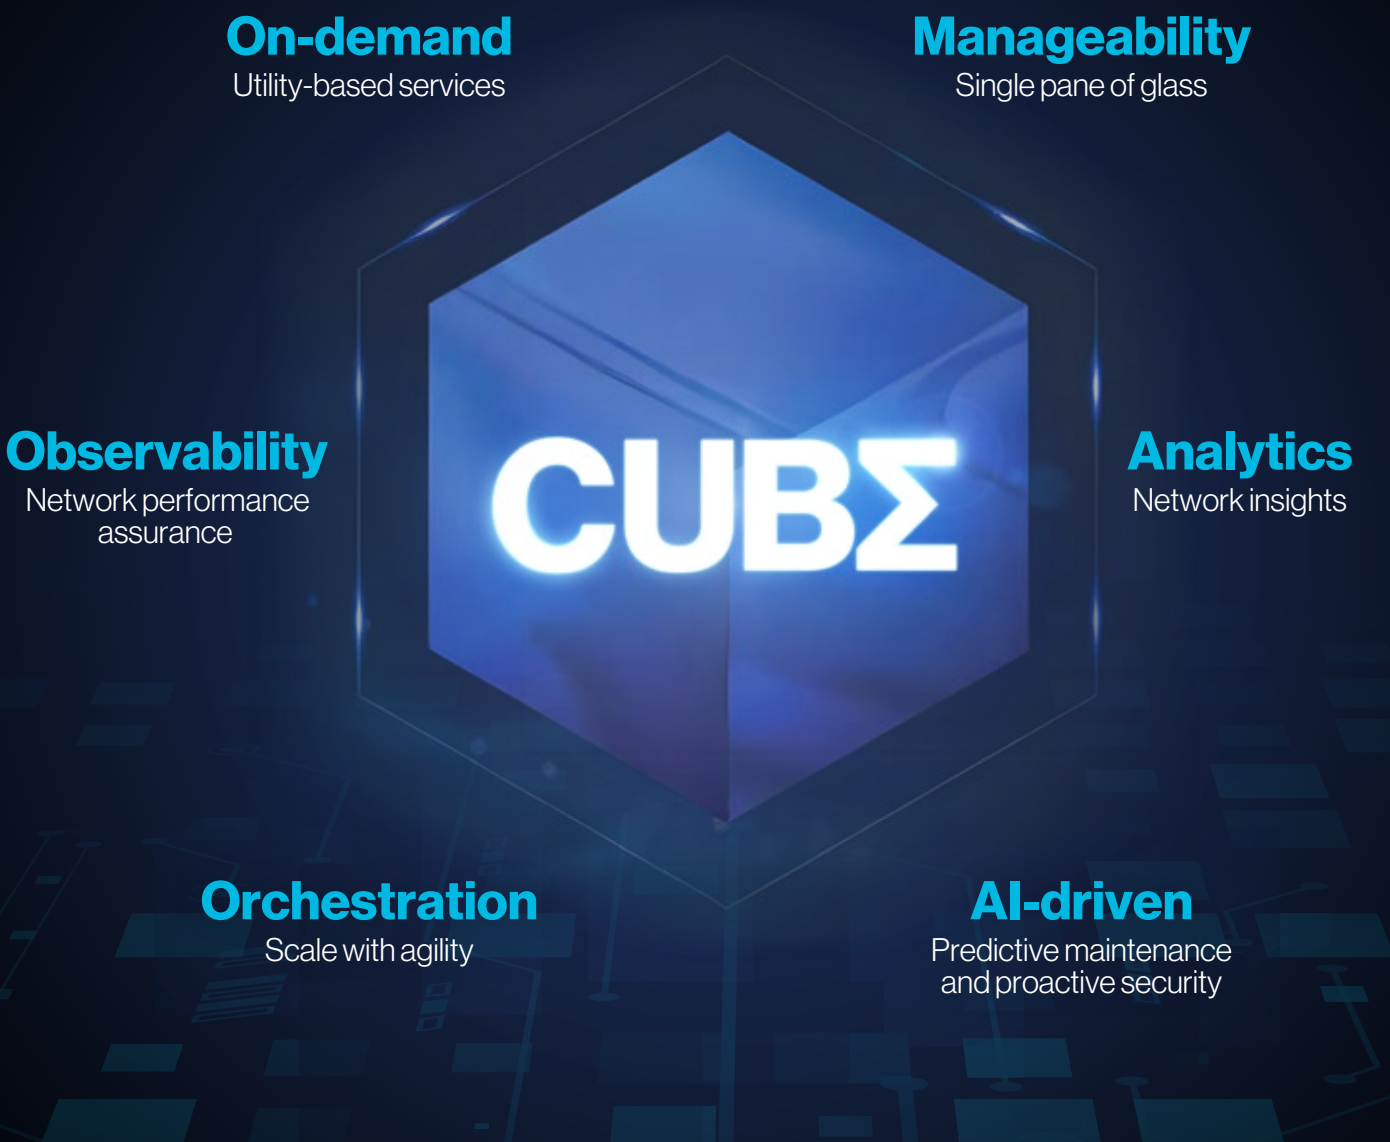 On-demand
Utility-based services
Manageability
Single pane of glass
Observability
Network performance
assurance
CUBΣ
Analytics
Network insights
Orchestration
Scale with agility
AI-driven
Predictive maintenance
and proactive security